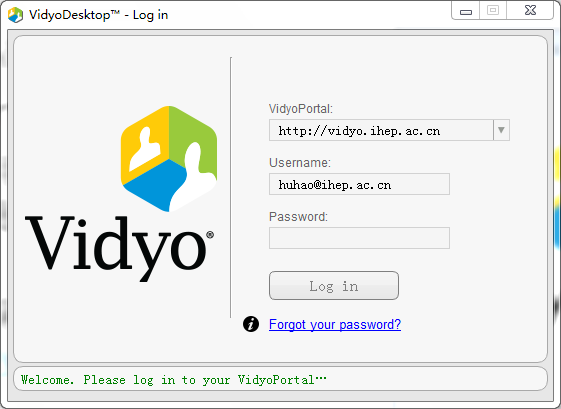 VidyoDesktop™ - Log in
VidyoPortal:
http://vidyo.ihep.ac.cn
Username:
huhao@ihep.ac.cn
Password:
Vidyo®
Log in
i Forgot your password?
Welcome. Please log in to your VidyoPortal…